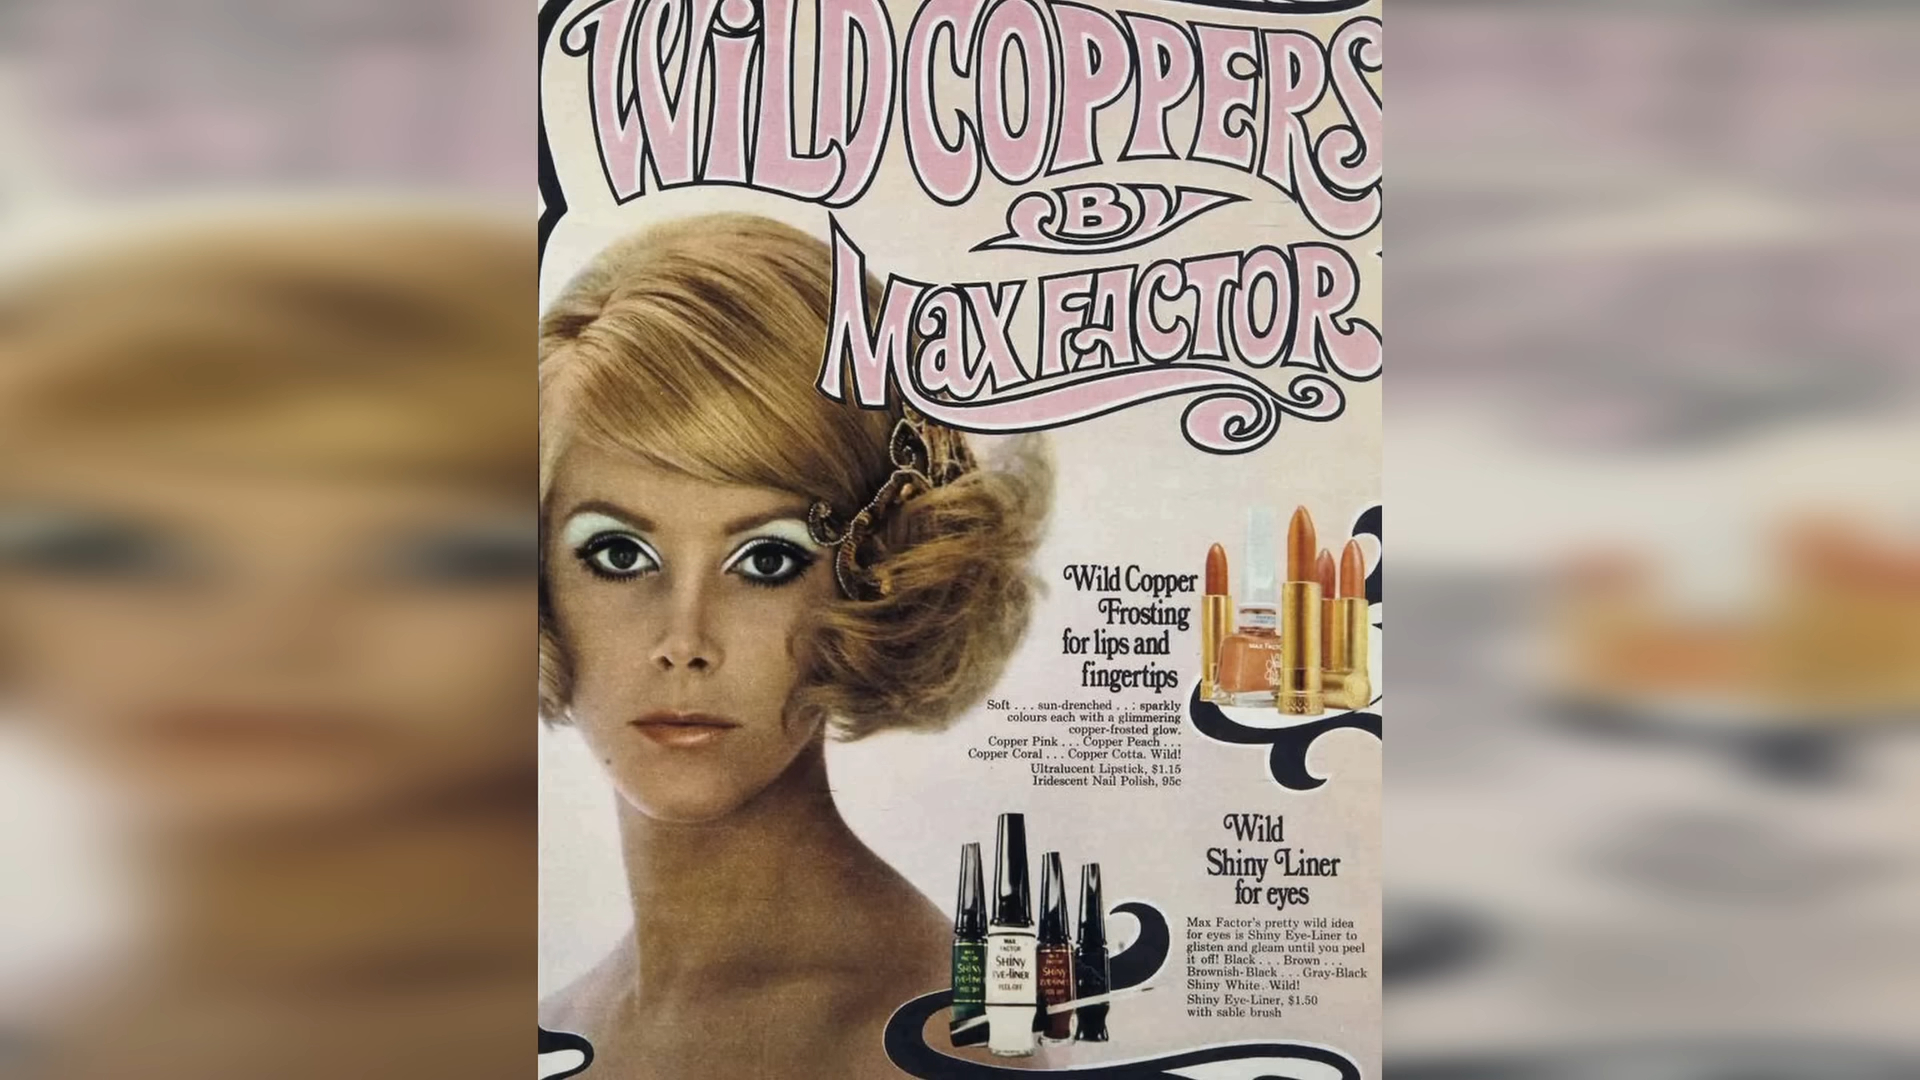 WiLD COPPERS
BY
Max FACTOR
Wild Copper
Frosting
for lips and
fingertips
Soft . . . sun-drenched . . : sparkly
colours each with a glimmering
copper-frosted glow.
Copper Pink . . . Copper Peach . . .
Copper Coral . . . Copper Cotta. Wild!
Ultralucent Lipstick, $1.15
Iridescent Nail Polish, 95c
Wild
Shiny Liner
for eyes
Max Factor's pretty wild idea
for eyes is Shiny Eye-Liner to
glisten and gleam until you peel
it off! Black . . . Brown . . .
Brownish-Black . . . Gray-Black
Shiny White. Wild!
Shiny Eye-Liner, $1.50
with sable brush
MAX
FACTOR
SHiNY
EYE-LiNER
PEEL OFF